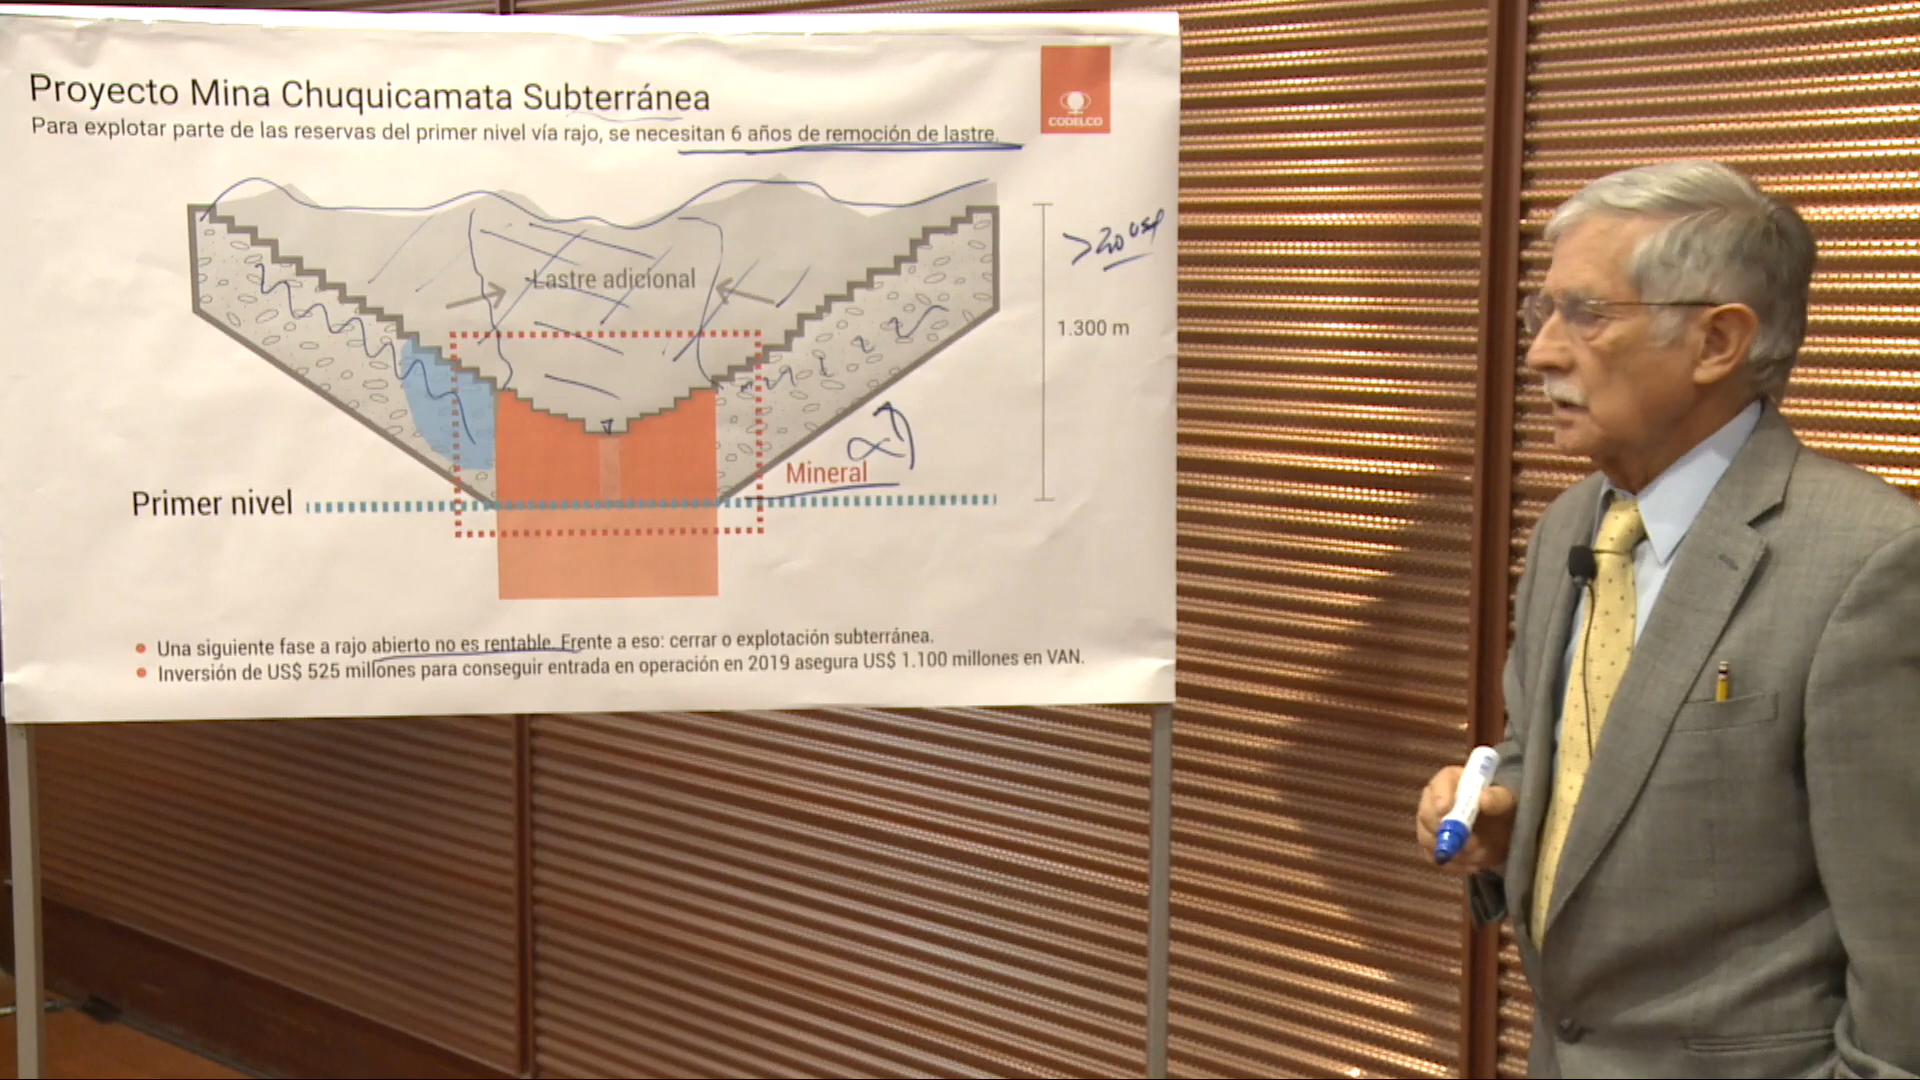 Proyecto Mina Chuquicamata Subterránea
Para explotar parte de las reservas del primer nivel vía rajo, se necesitan 6 años de remoción de lastre.
CODELCO
Lastre adicional
>20 US$
1.300 m
α
Mineral
Primer nivel
Una siguiente fase a rajo abierto no es rentable. Frente a eso: cerrar o explotación subterránea.
Inversión de US$ 525 millones para conseguir entrada en operación en 2019 asegura US$ 1.100 millones en VAN.